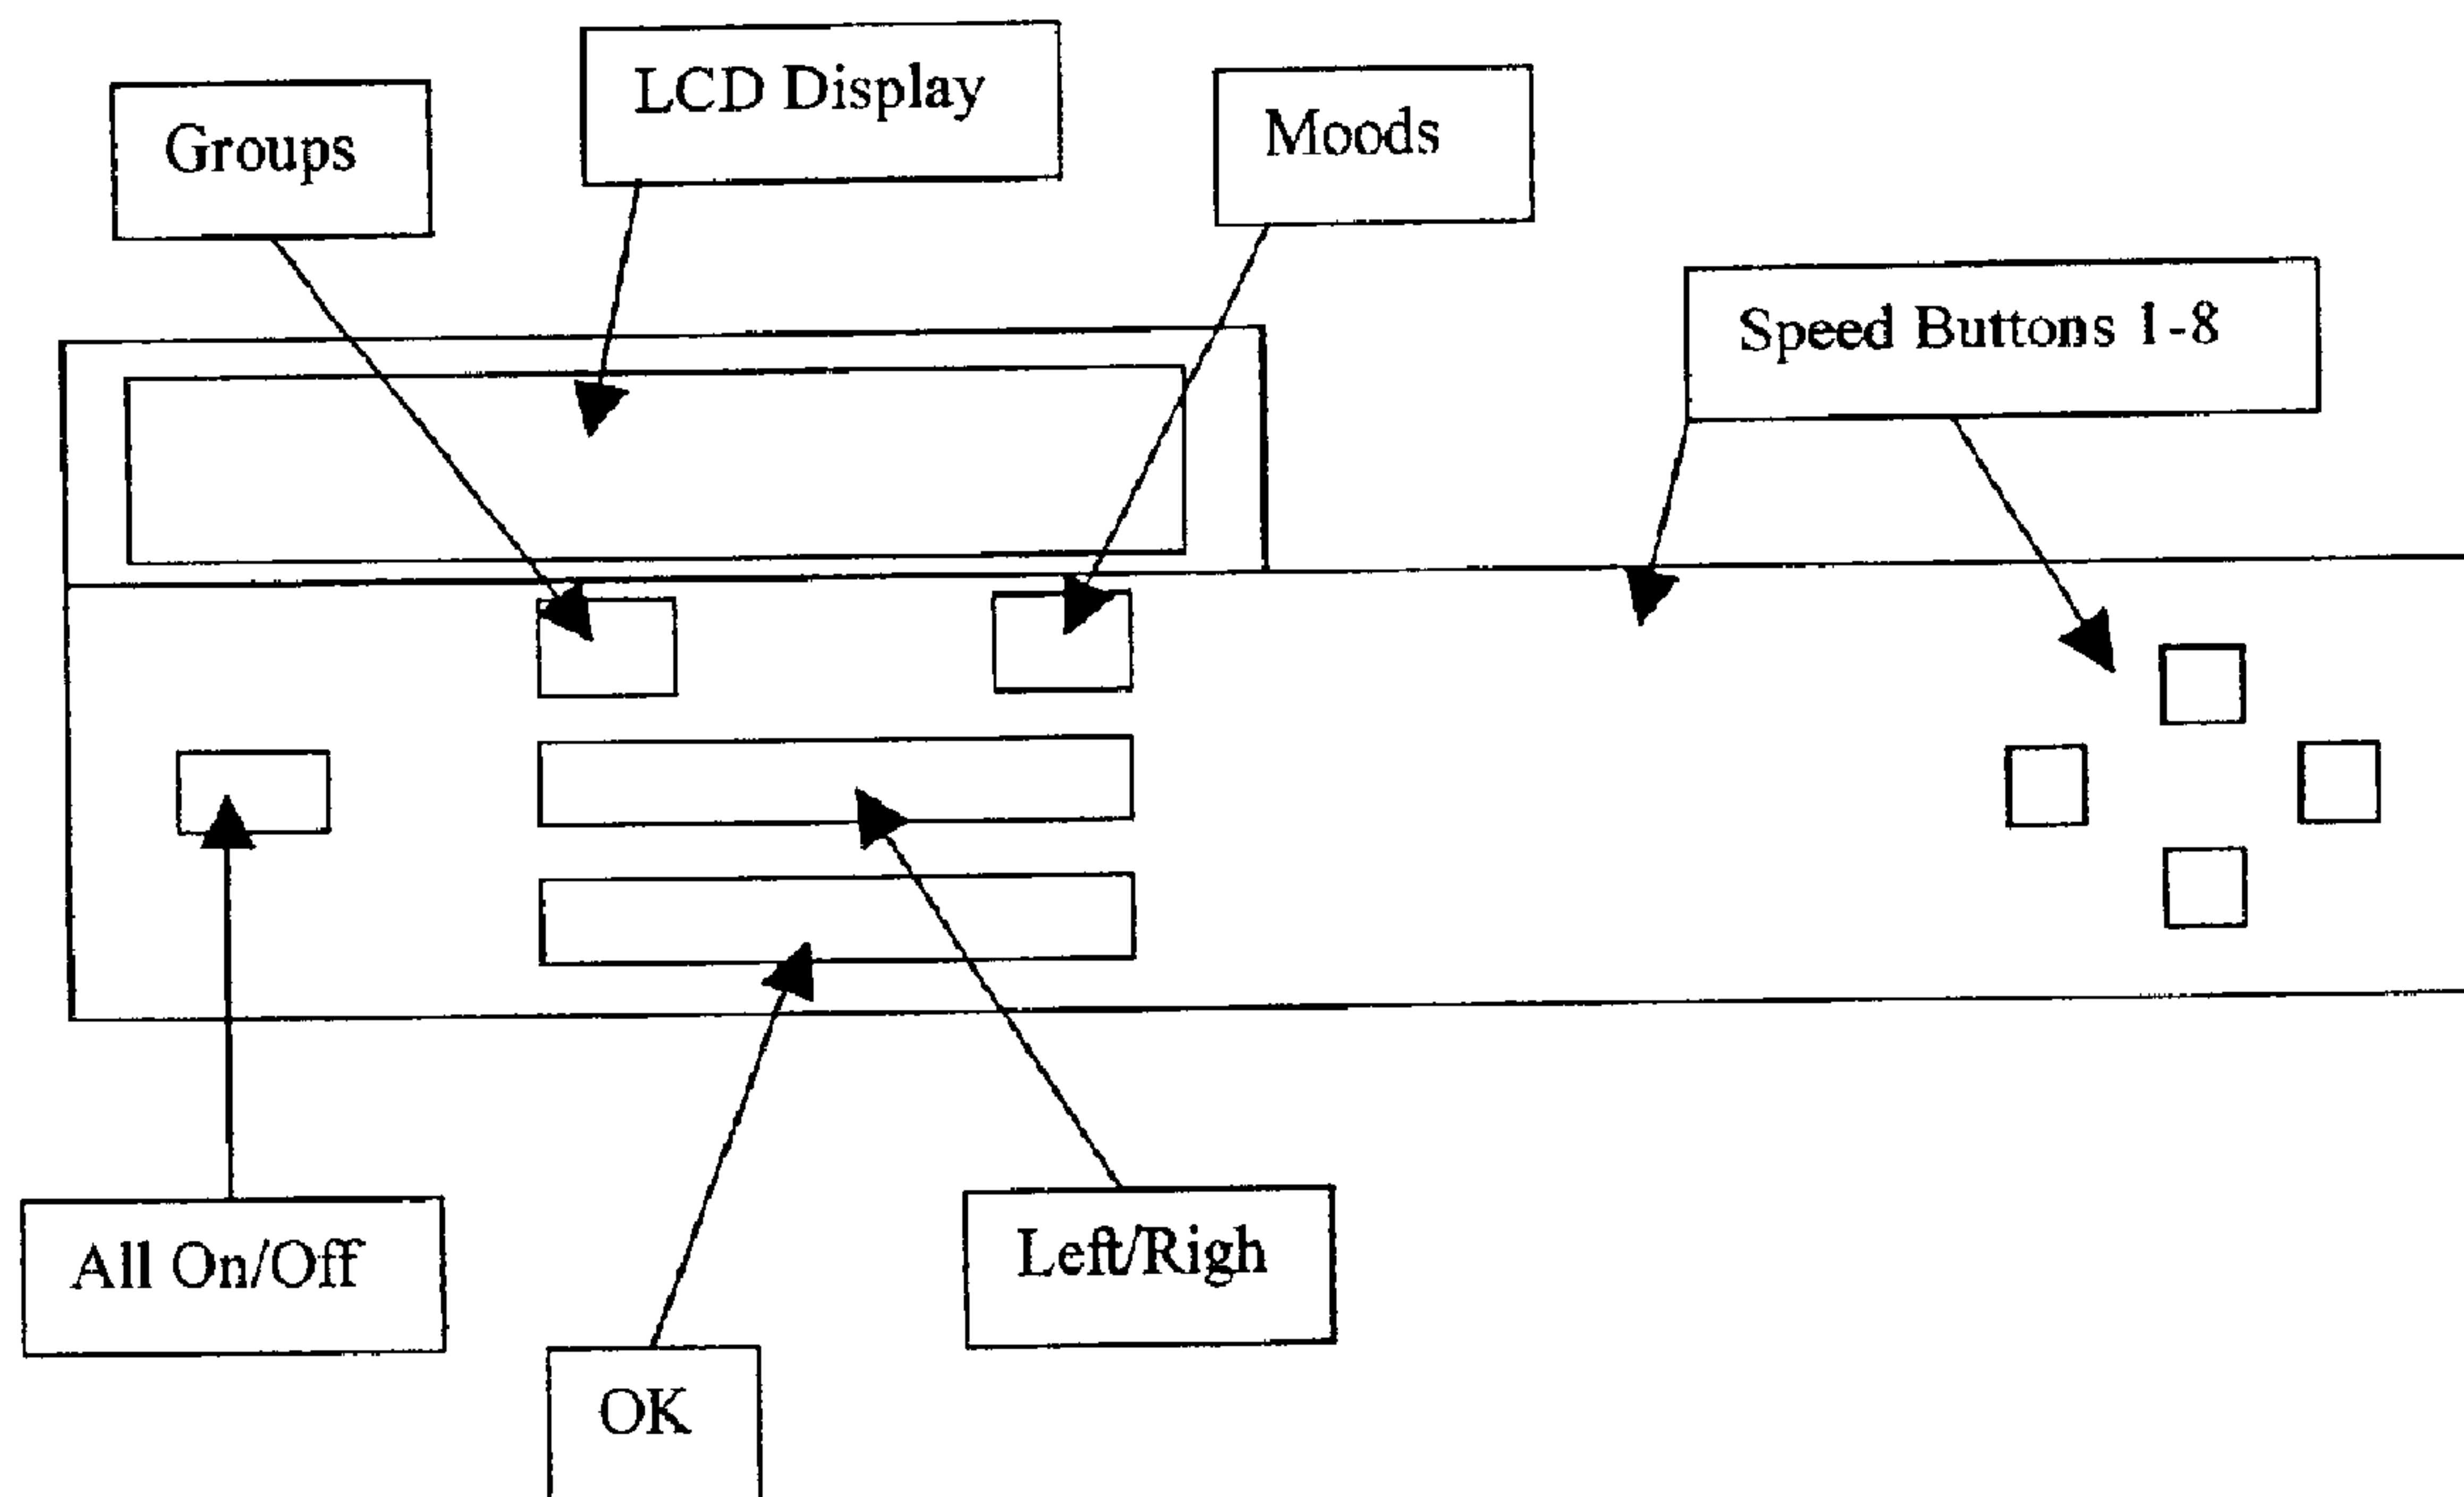 LCD Display
Groups
Moods
Speed Buttons 1-8
All On/Off
Left/Righ
OK